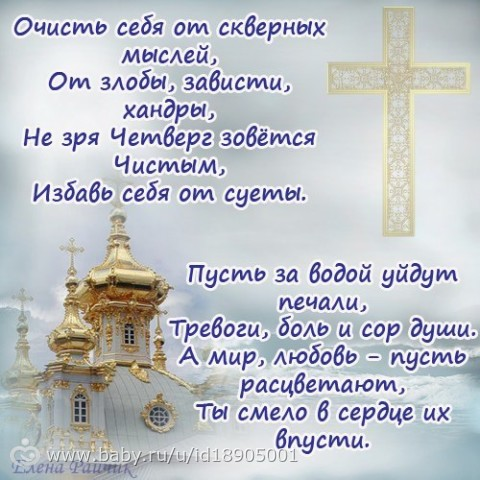 Очисть себя от скверных
мыслей,
От злобы, зависти,
хандры,
Не зря Четверг зовётся
Чистым,
Избавь себя от суеты.
Пусть за водой уйдут
печали,
Тревоги, боль и сор души.
А мир, любовь - пусть
расцветают,
Ты смело в сердце их
впусти.
www.baby.ru/u/id18905001
Елена Райчик